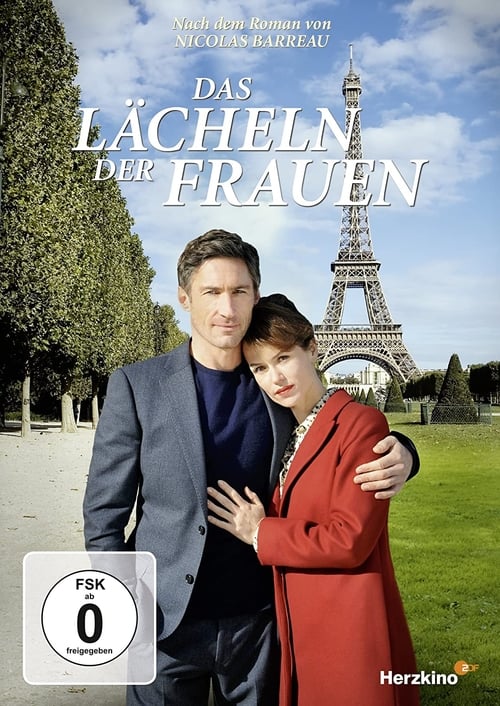 Nach dem Roman von
NICOLAS BARREAU
DAS
LÄCHELN
DER FRAUEN
FSK
ab
0
freigegeben
Herzkino ZDF